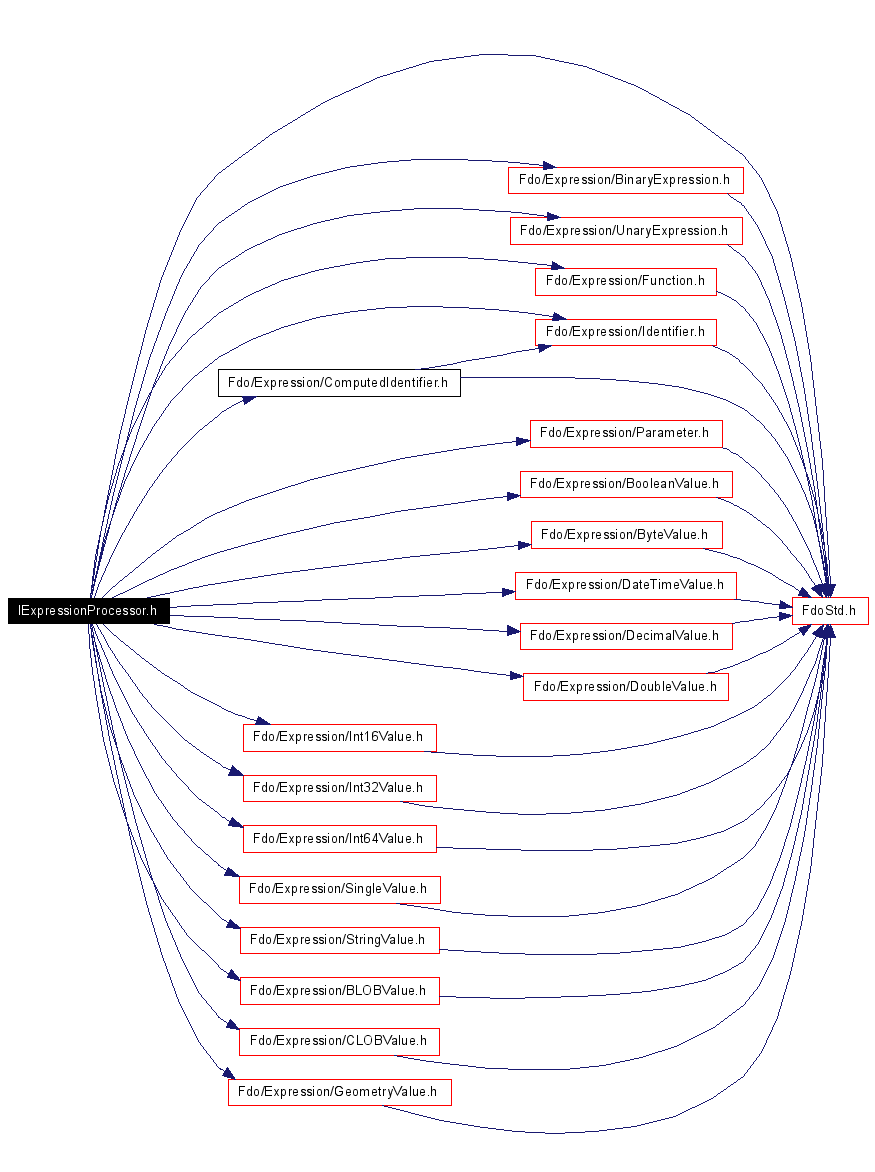 Fdo/Expression/BinaryExpression.h
Fdo/Expression/UnaryExpression.h
Fdo/Expression/Function.h
Fdo/Expression/Identifier.h
Fdo/Expression/ComputedIdentifier.h
Fdo/Expression/Parameter.h
Fdo/Expression/BooleanValue.h
Fdo/Expression/ByteValue.h
Fdo/Expression/DateTimeValue.h
IExpressionProcessor.h
FdoStd.h
Fdo/Expression/DecimalValue.h
Fdo/Expression/DoubleValue.h
Fdo/Expression/Int16Value.h
Fdo/Expression/Int32Value.h
Fdo/Expression/Int64Value.h
Fdo/Expression/SingleValue.h
Fdo/Expression/StringValue.h
Fdo/Expression/BLOBValue.h
Fdo/Expression/CLOBValue.h
Fdo/Expression/GeometryValue.h